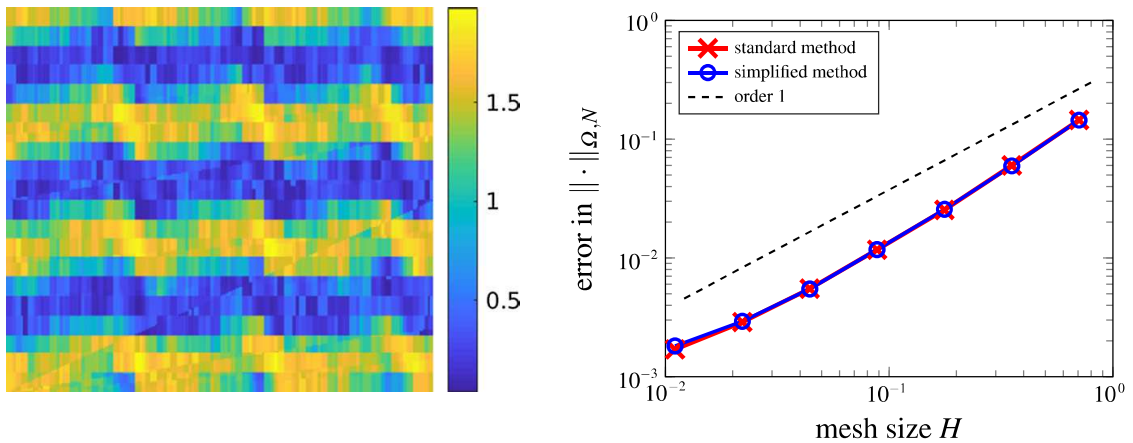 1.5
1
0.5
10^0
10^−1
10^−2
10^−3
error in ‖ · ‖_{Ω,N}
standard method
simplified method
order 1
10^−2
10^−1
10^0
mesh size H